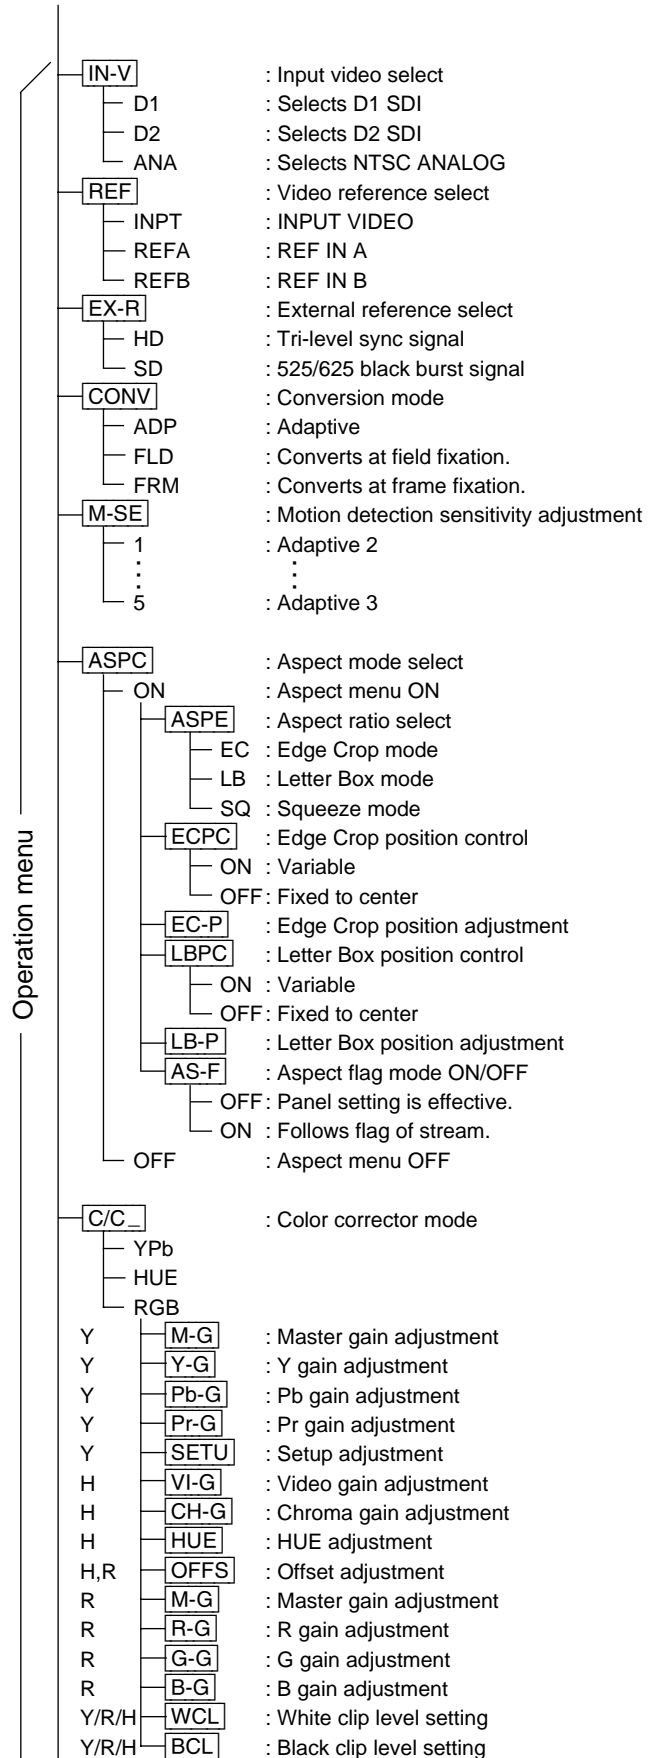 IN-V : Input video select
D1 : Selects D1 SDI
D2 : Selects D2 SDI
ANA : Selects NTSC ANALOG
REF : Video reference select
INPT : INPUT VIDEO
REFA : REF IN A
REFB : REF IN B
EX-R : External reference select
HD : Tri-level sync signal
SD : 525/625 black burst signal
CONV : Conversion mode
ADP : Adaptive
FLD : Converts at field fixation.
FRM : Converts at frame fixation.
M-SE : Motion detection sensitivity adjustment
1 : Adaptive 2
5 : Adaptive 3
ASPC : Aspect mode select
ON : Aspect menu ON
ASPE : Aspect ratio select
EC : Edge Crop mode
LB : Letter Box mode
SQ : Squeeze mode
ECPC : Edge Crop position control
ON : Variable
OFF : Fixed to center
EC-P : Edge Crop position adjustment
LBPC : Letter Box position control
ON : Variable
OFF : Fixed to center
LB-P : Letter Box position adjustment
AS-F : Aspect flag mode ON/OFF
OFF : Panel setting is effective.
ON : Follows flag of stream.
OFF : Aspect menu OFF
Operation menu
C/C_ : Color corrector mode
YPb
HUE
RGB
Y M-G : Master gain adjustment
Y Y-G : Y gain adjustment
Y Pb-G : Pb gain adjustment
Y Pr-G : Pr gain adjustment
Y SETU : Setup adjustment
H VI-G : Video gain adjustment
H CH-G : Chroma gain adjustment
H HUE : HUE adjustment
H,R OFFS : Offset adjustment
R M-G : Master gain adjustment
R R-G : R gain adjustment
R G-G : G gain adjustment
R B-G : B gain adjustment
Y/R/H WCL : White clip level setting
Y/R/H BCL : Black clip level setting